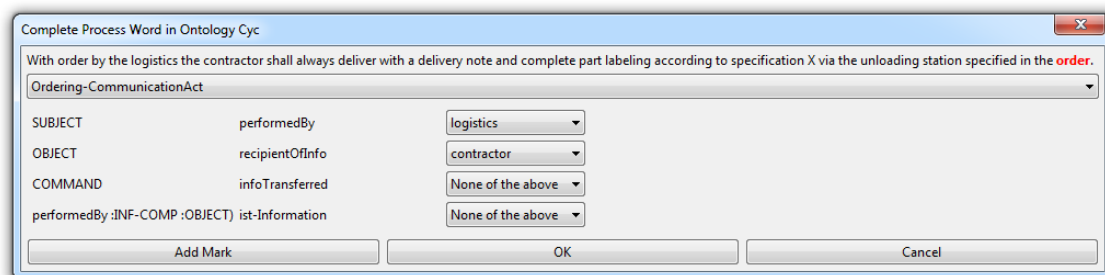 Complete Process Word in Ontology Cyc
With order by the logistics the contractor shall always deliver with a delivery note and complete part labeling according to specification X via the unloading station specified in the order.
Ordering-CommunicationAct
SUBJECT performedBy logistics
OBJECT recipientOfInfo contractor
COMMAND infoTransferred None of the above
performedBy :INF-COMP :OBJECT) ist-Information None of the above
Add Mark OK Cancel